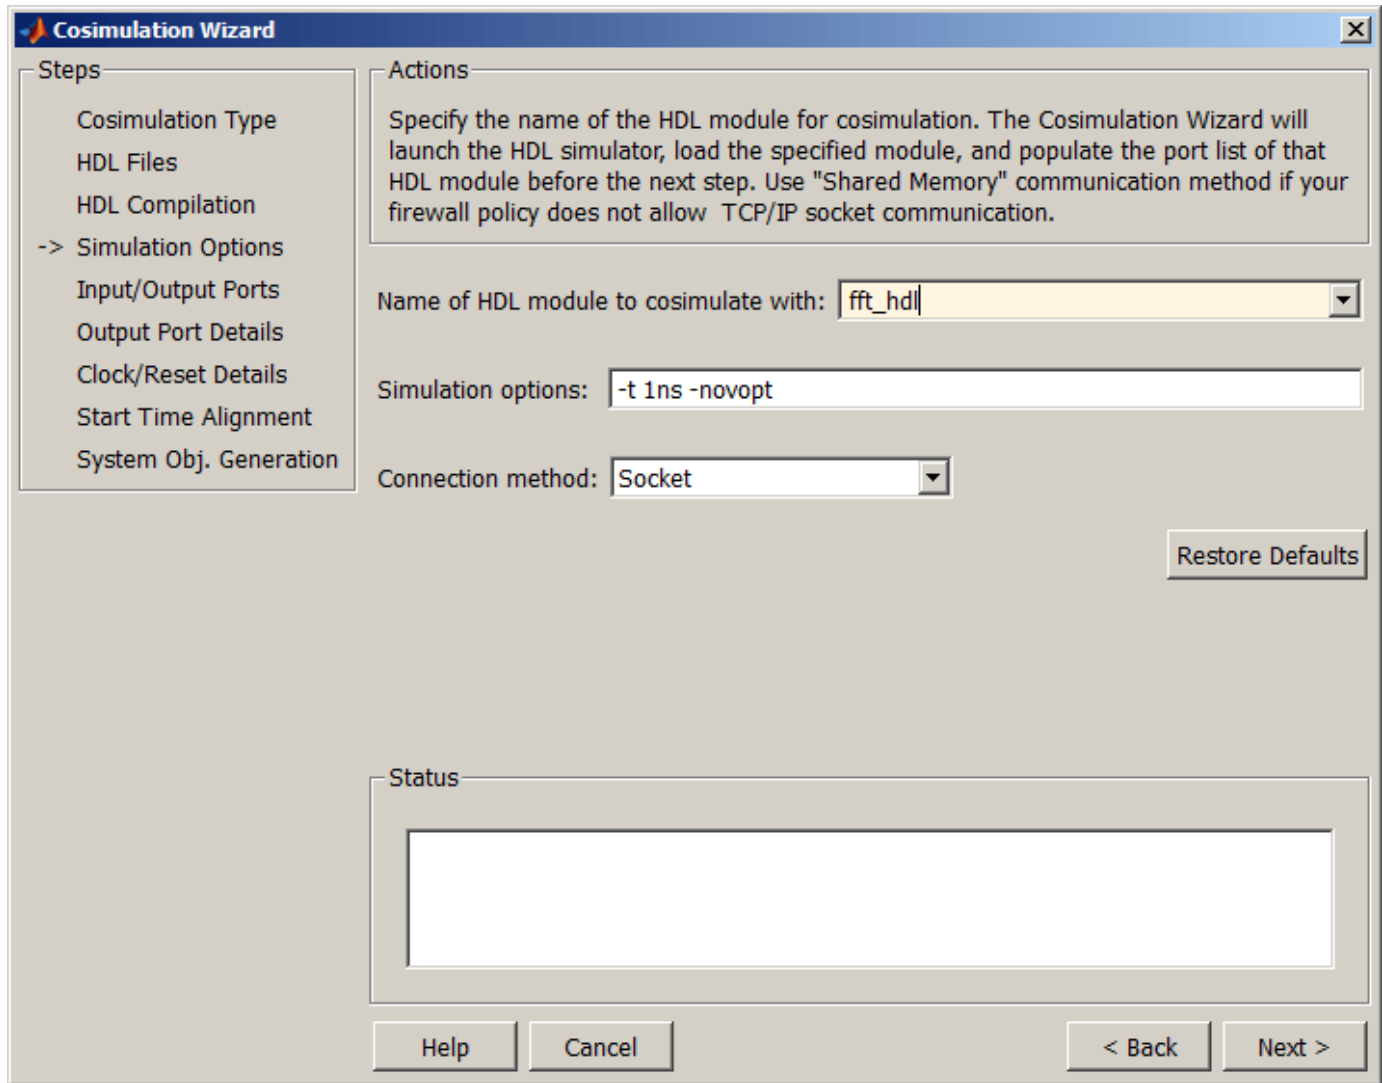 Cosimulation Wizard
Steps
Cosimulation Type
HDL Files
HDL Compilation
-> Simulation Options
Input/Output Ports
Output Port Details
Clock/Reset Details
Start Time Alignment
System Obj. Generation
Actions
Specify the name of the HDL module for cosimulation. The Cosimulation Wizard will
launch the HDL simulator, load the specified module, and populate the port list of that
HDL module before the next step. Use "Shared Memory" communication method if your
firewall policy does not allow  TCP/IP socket communication.
Name of HDL module to cosimulate with: fft_hdl
Simulation options: -t 1ns -novopt
Connection method: Socket
Restore Defaults
Status
Help Cancel < Back Next >